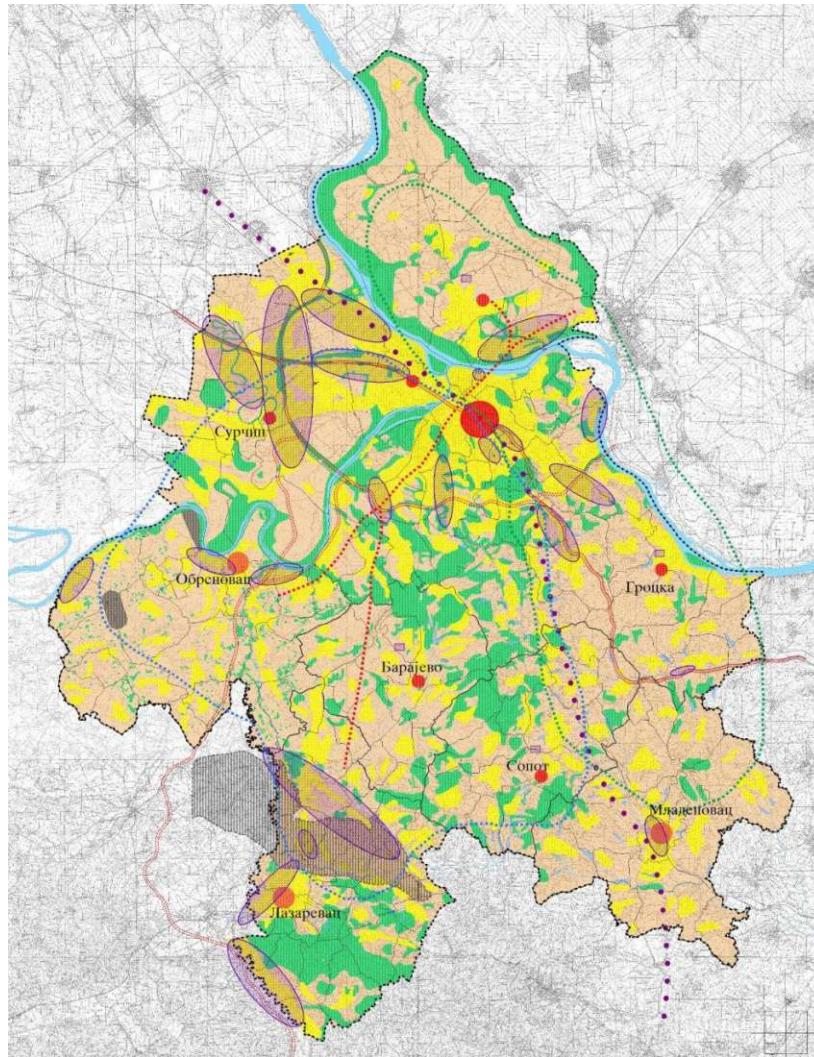 Сурчин
Обреновац
Гроцка
Барајево
Сопот
Младеновац
Лазаревац